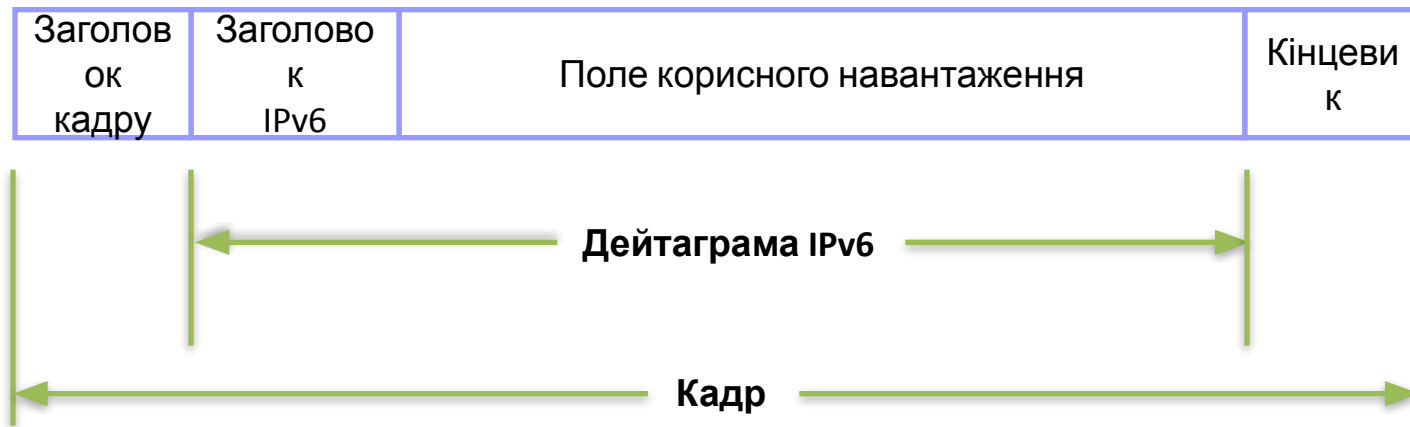 Заголов
ок
кадру
Заголово
к
IPv6
Поле корисного навантаження
Кінцеви
к
Дейтаграма IPv6
Кадр